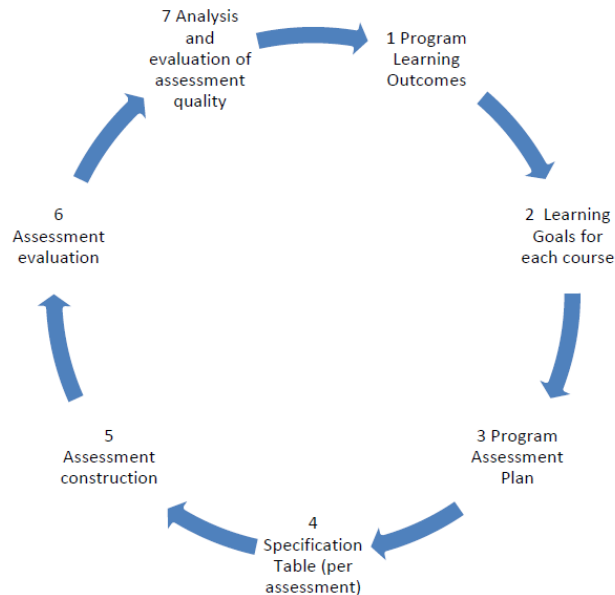 7 Analysis
and
evaluation of
assessment
quality
1 Program
Learning
Outcomes
2 Learning
Goals for
each course
3 Program
Assessment
Plan
4
Specification
Table (per
assessment)
5
Assessment
construction
6
Assessment
evaluation